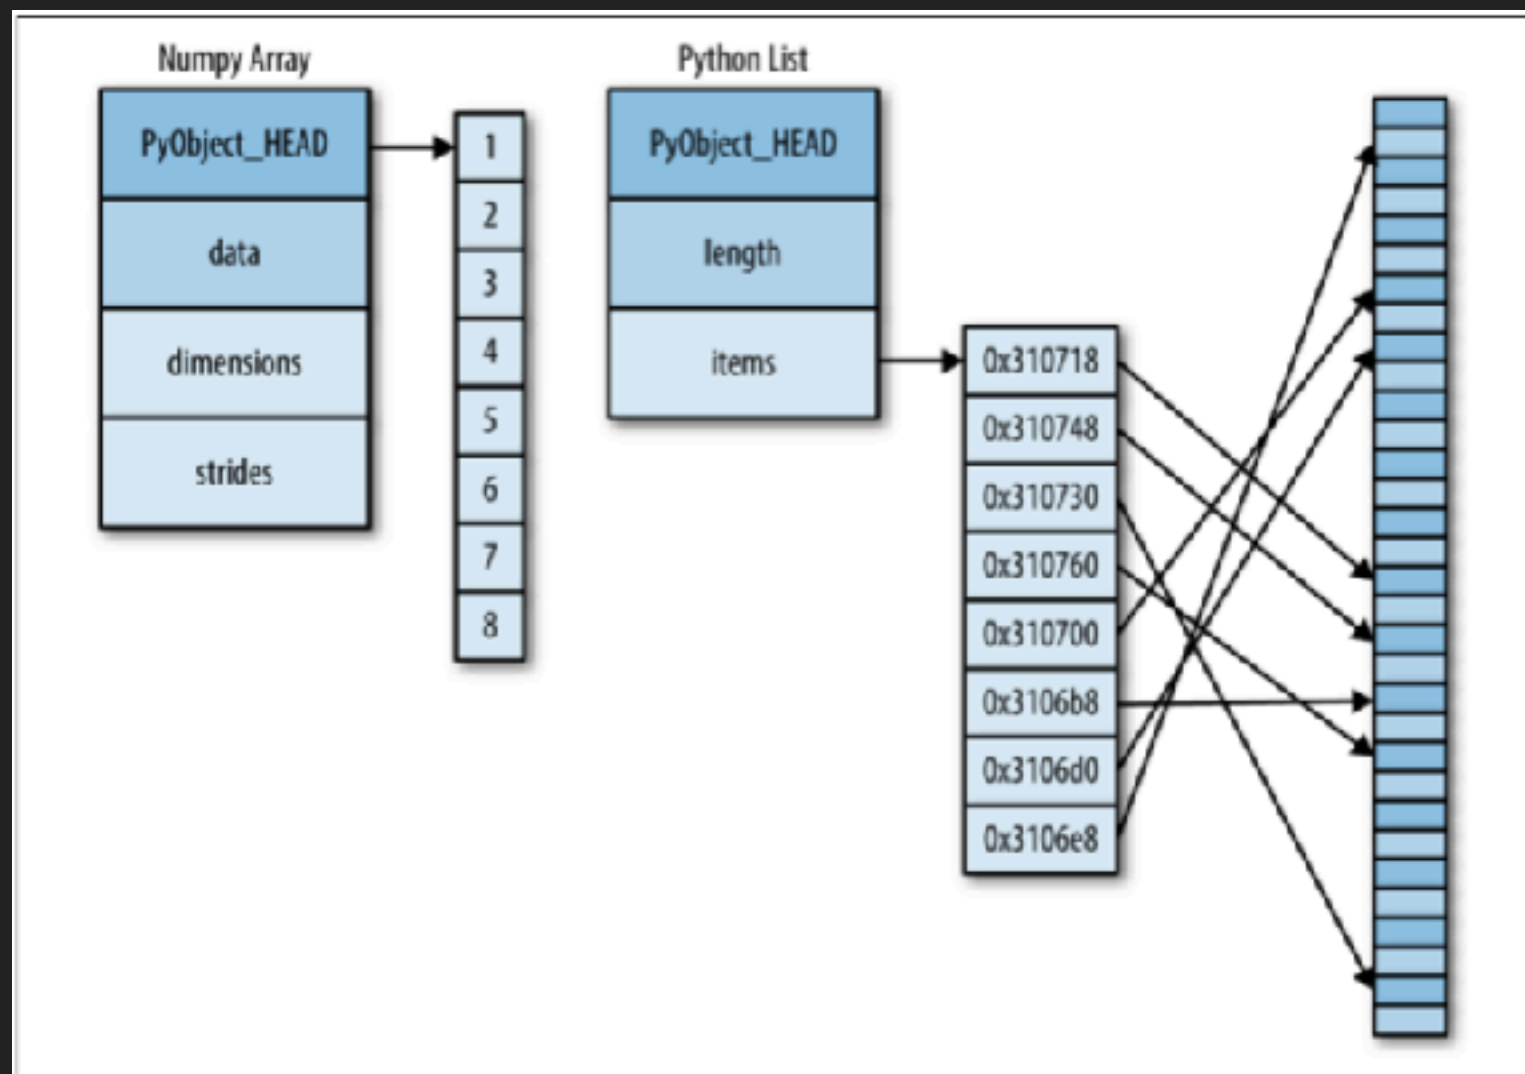 Numpy Array
PyObject_HEAD
data
dimensions
strides
1
2
3
4
5
6
7
8
Python List
PyObject_HEAD
length
items
0x310718
0x310748
0x310730
0x310760
0x310700
0x3106b8
0x3106d0
0x3106e8